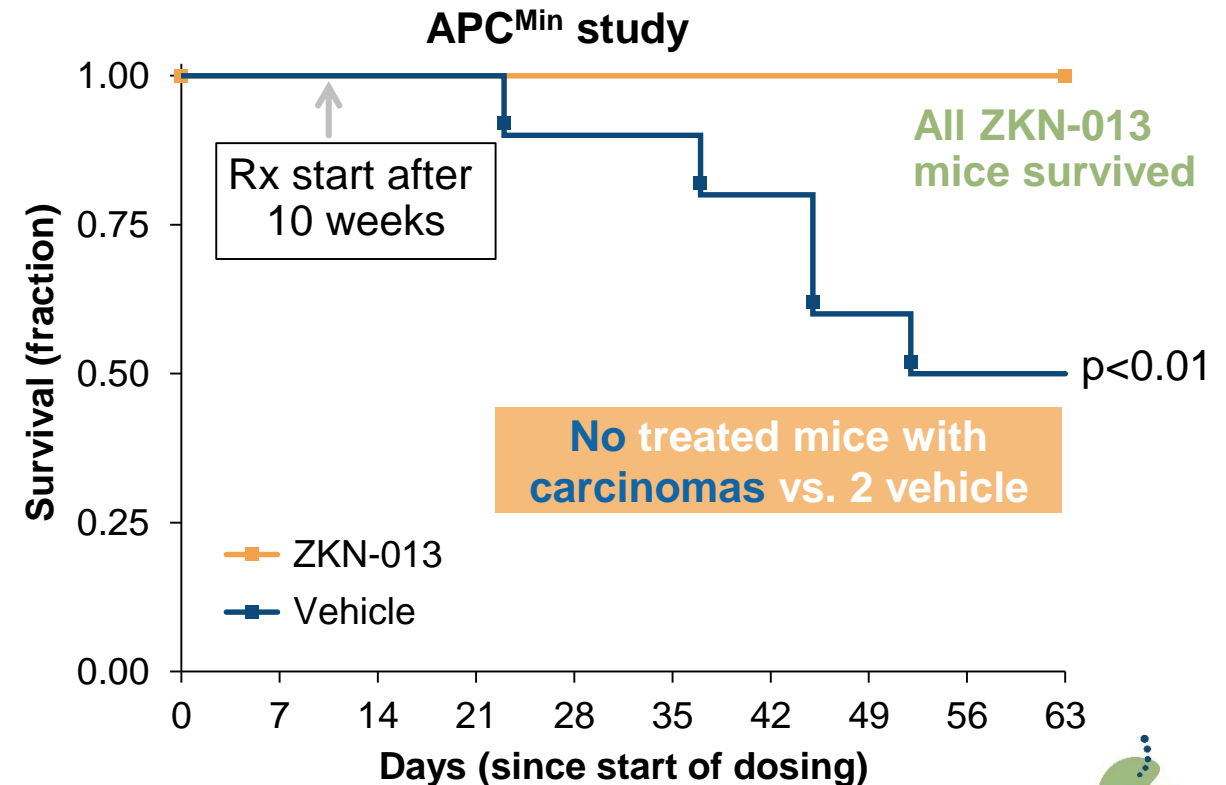 APCMin study
1.00
0.75
0.50
0.25
0.00
Survival (fraction)
Rx start after
10 weeks
All ZKN-013
mice survived
p<0.01
No treated mice with
carcinomas vs. 2 vehicle
ZKN-013
Vehicle
0 7 14 21 28 35 42 49 56 63
Days (since start of dosing)